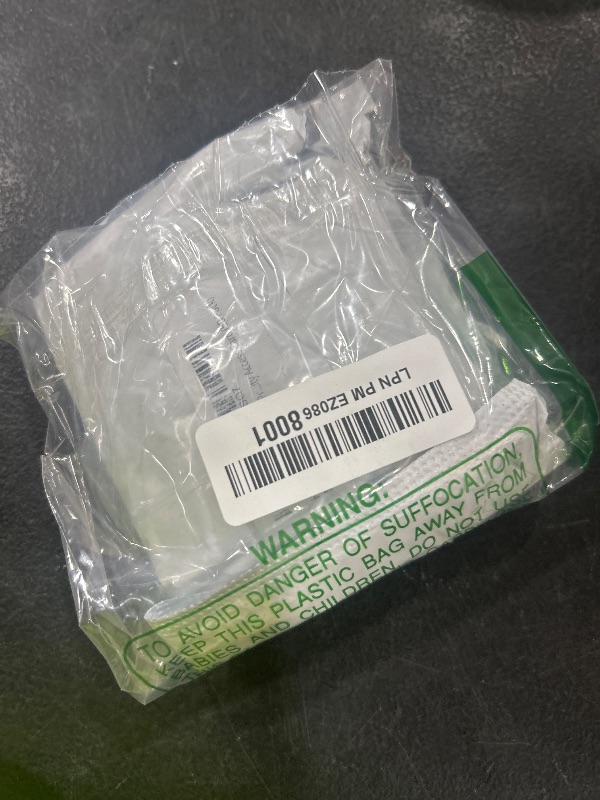 LPN PM EZ086 8001
WARNING:
TO AVOID DANGER OF SUFFOCATION,
KEEP THIS PLASTIC BAG AWAY FROM
BABIES AND CHILDREN. DO NOT USE